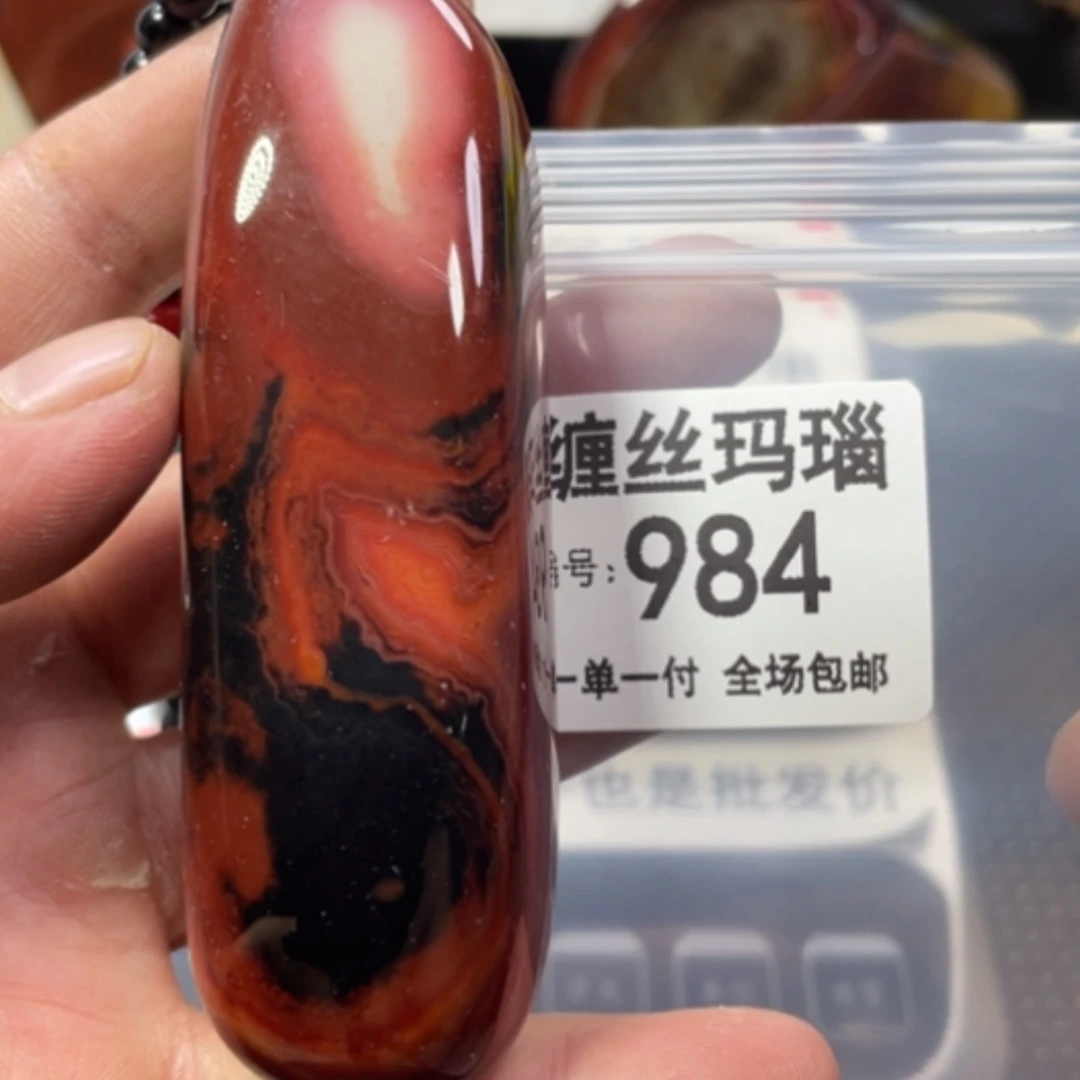 缠丝玛瑙
编号:984
一单一付 全场包邮
也是批发价